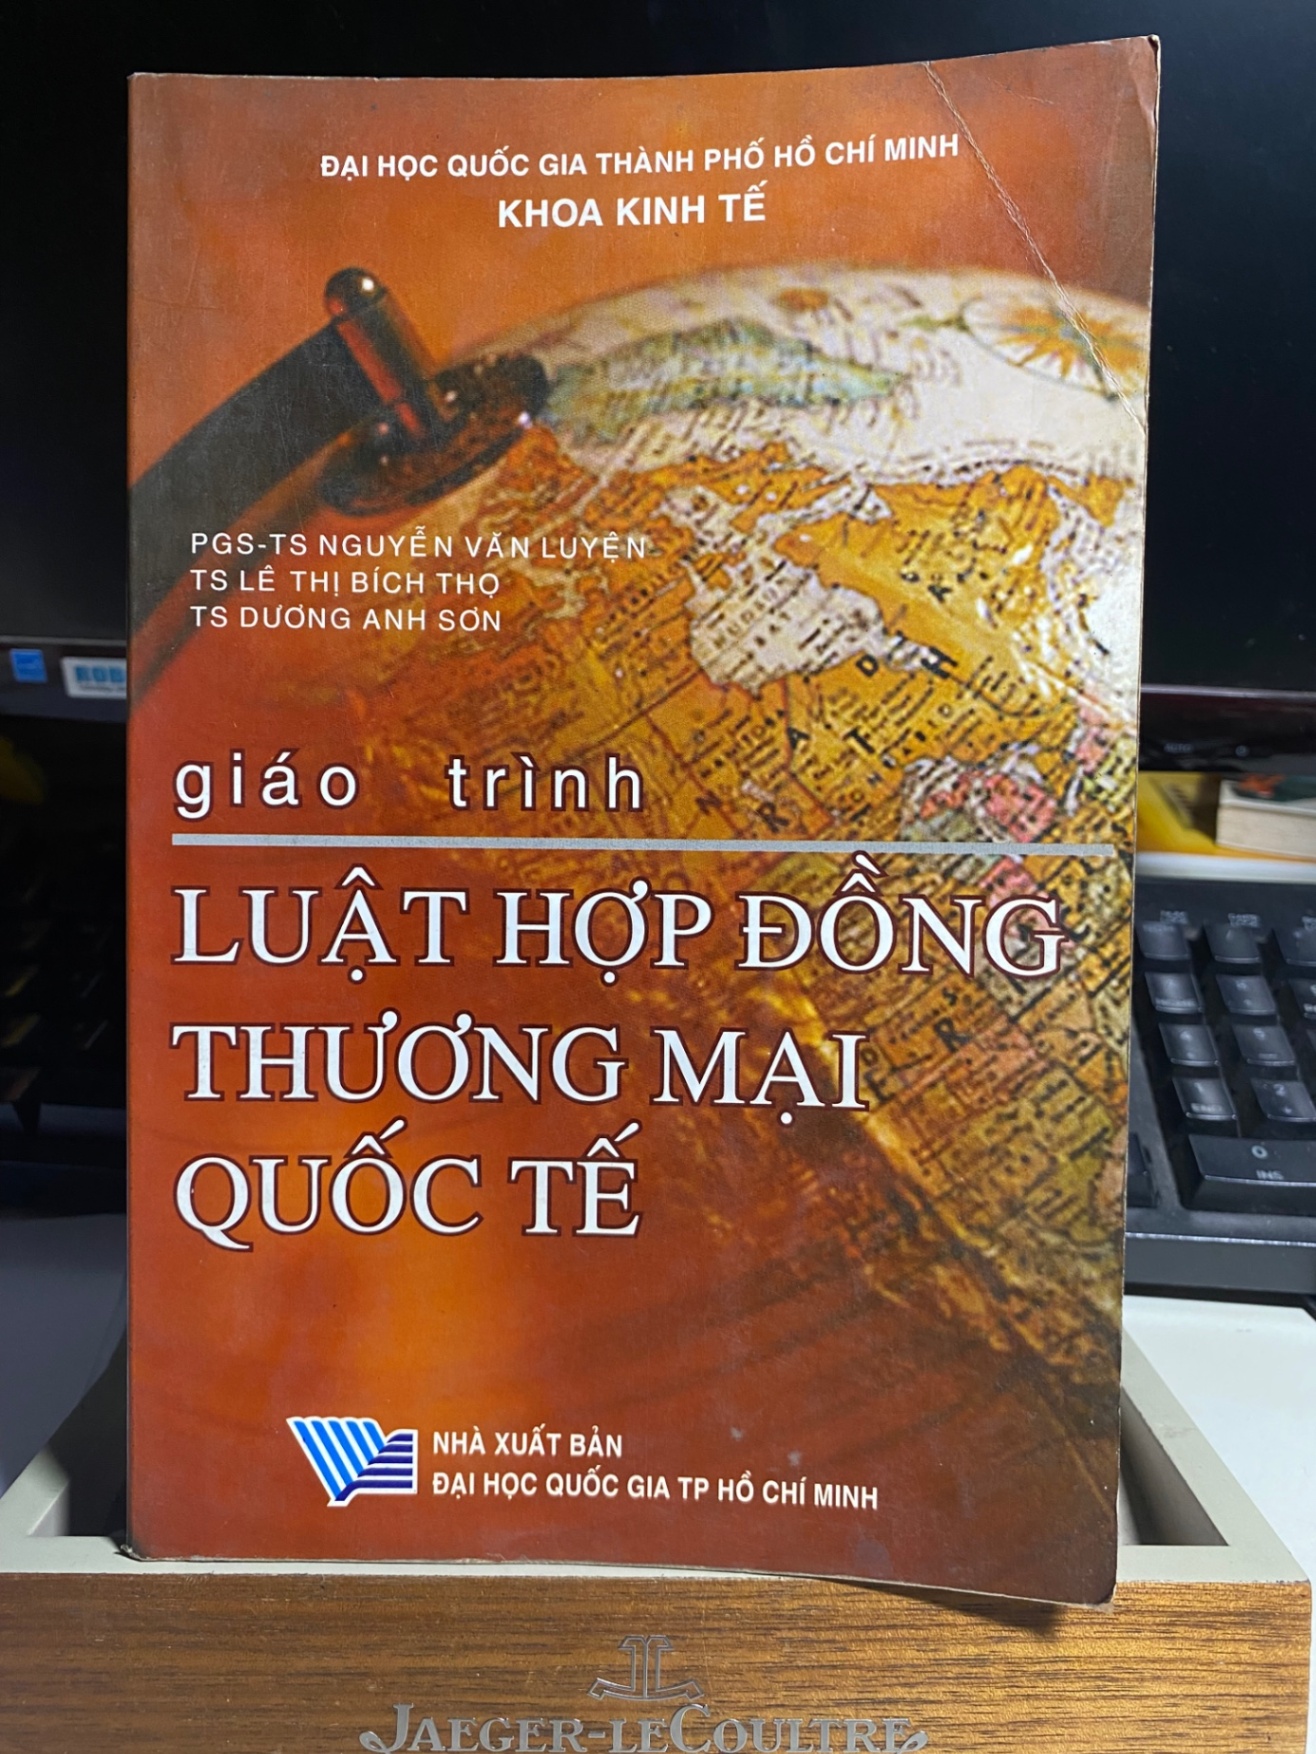 ĐẠI HỌC QUỐC GIA THÀNH PHỐ HỒ CHÍ MINH
KHOA KINH TẾ
PGS-TS NGUYỄN VĂN LUYỆN
TS LÊ THỊ BÍCH THỌ
TS DƯƠNG ANH SƠN
giáo trình
LUẬT HỢP ĐỒNG
THƯƠNG MẠI
QUỐC TẾ
NHÀ XUẤT BẢN
ĐẠI HỌC QUỐC GIA TP HỒ CHÍ MINH
JAEGER-LECOULTRE